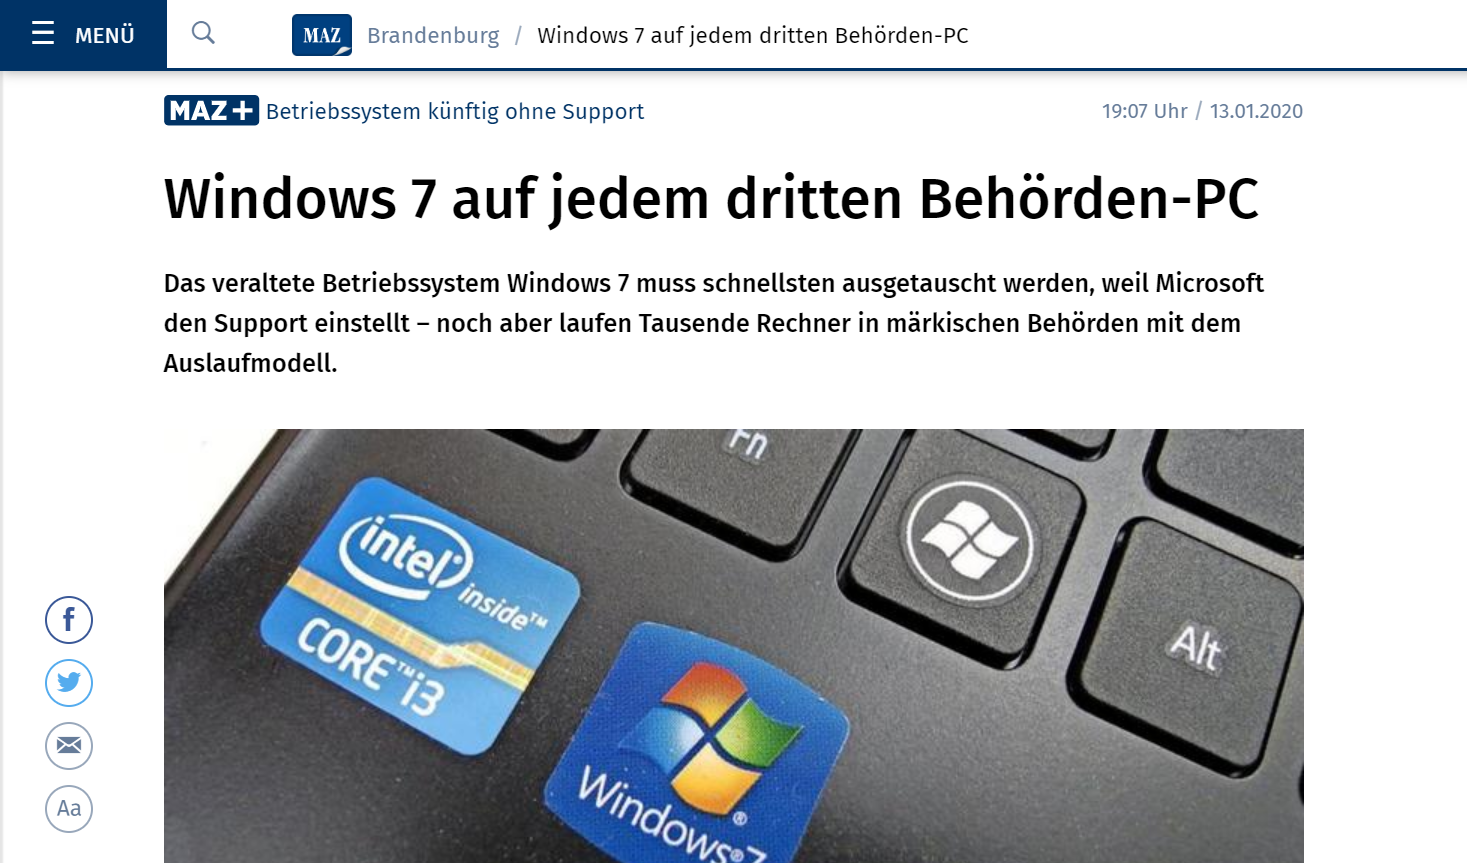 MENÜ
MAZ
Brandenburg / Windows 7 auf jedem dritten Behörden-PC
MAZ+ Betriebssystem künftig ohne Support
19:07 Uhr / 13.01.2020
Windows 7 auf jedem dritten Behörden-PC
Das veraltete Betriebssystem Windows 7 muss schnellsten ausgetauscht werden, weil Microsoft
den Support einstellt – noch aber laufen Tausende Rechner in märkischen Behörden mit dem
Auslaufmodell.
Fn
intel®
inside™
CORE™ i3
Alt
Windows®7
f
Aa